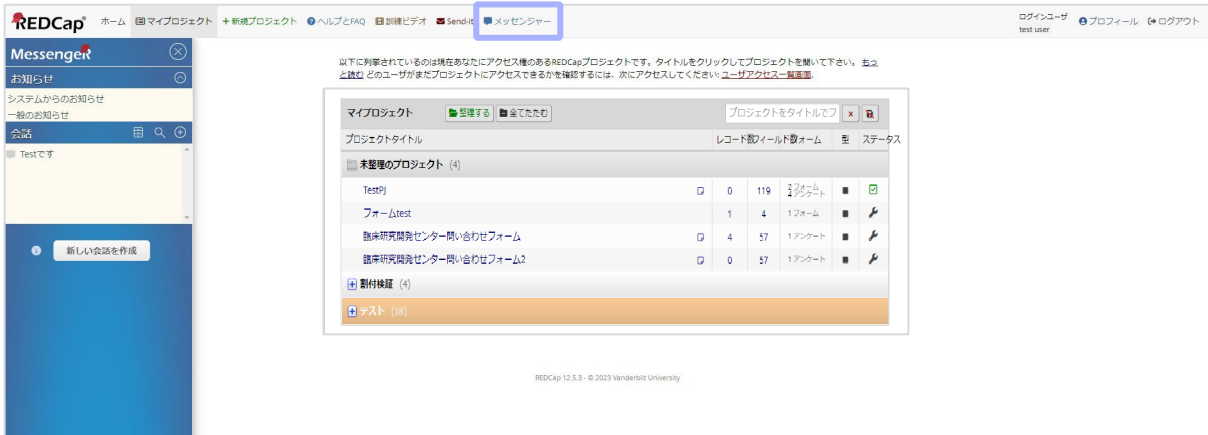 REDCap ホーム マイプロジェクト +新規プロジェクト ヘルプとFAQ 訓練ビデオ Send-It メッセンジャー ログインユーザ プロフィール ログアウト
test user
Messenger
お知らせ
システムからのお知らせ
一般のお知らせ
会話
Testです
新しい会話を作成
以下に列挙されているのは現在あなたにアクセス権のあるREDCapプロジェクトです。タイトルをクリックしてプロジェクトを開いて下さい。 もっ
と読む どのユーザがまだプロジェクトにアクセスできるかを確認するには、次にアクセスしてください: ユーザアクセス一覧画面.
マイプロジェクト 整理する 全てたたむ プロジェクトをタイトルでフ x
プロジェクトタイトル レコード数 フィールド数 フォーム 型 ステータス
未整理のプロジェクト (4)
TestPJ 0 119 2フォーム
4アンケート
フォームtest 1 4 1フォーム
臨床研究開発センター問い合わせフォーム 4 57 1アンケート
臨床研究開発センター問い合わせフォーム2 0 57 1アンケート
割付検証 (4)
テスト (18)
REDCap 12.5.3 - © 2023 Vanderbilt University